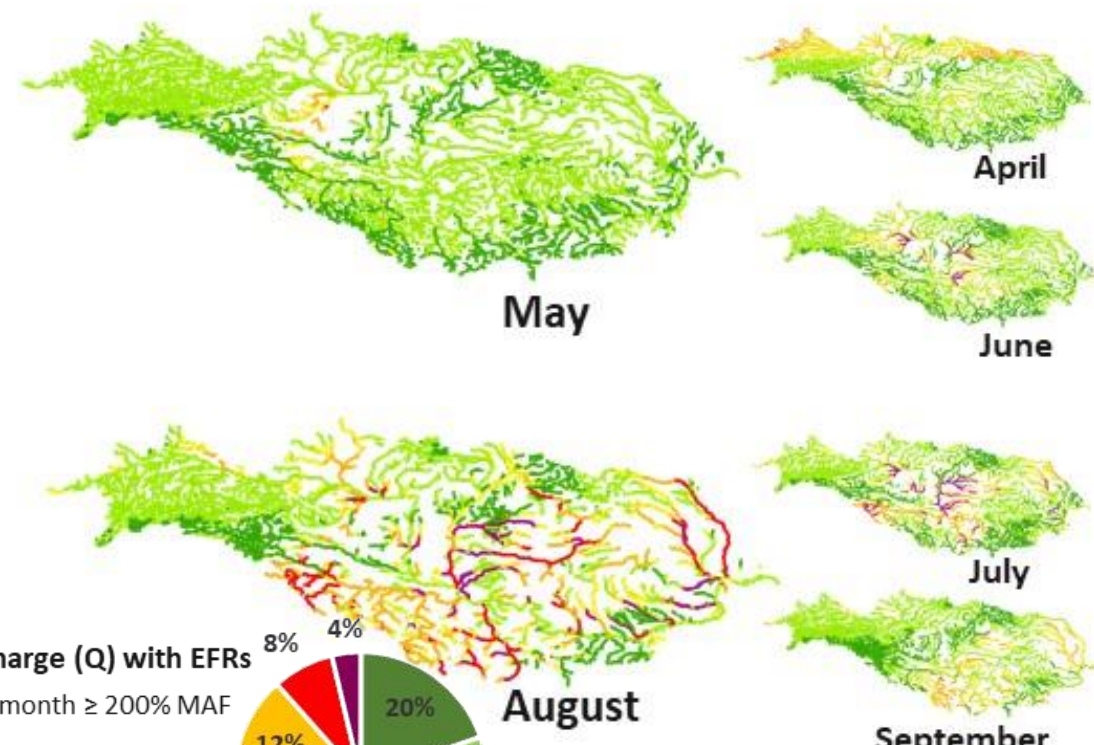 April
May
June
July
harge (Q) with EFRs
8%
4%
month ≥ 200% MAF
20%
August
12%
September